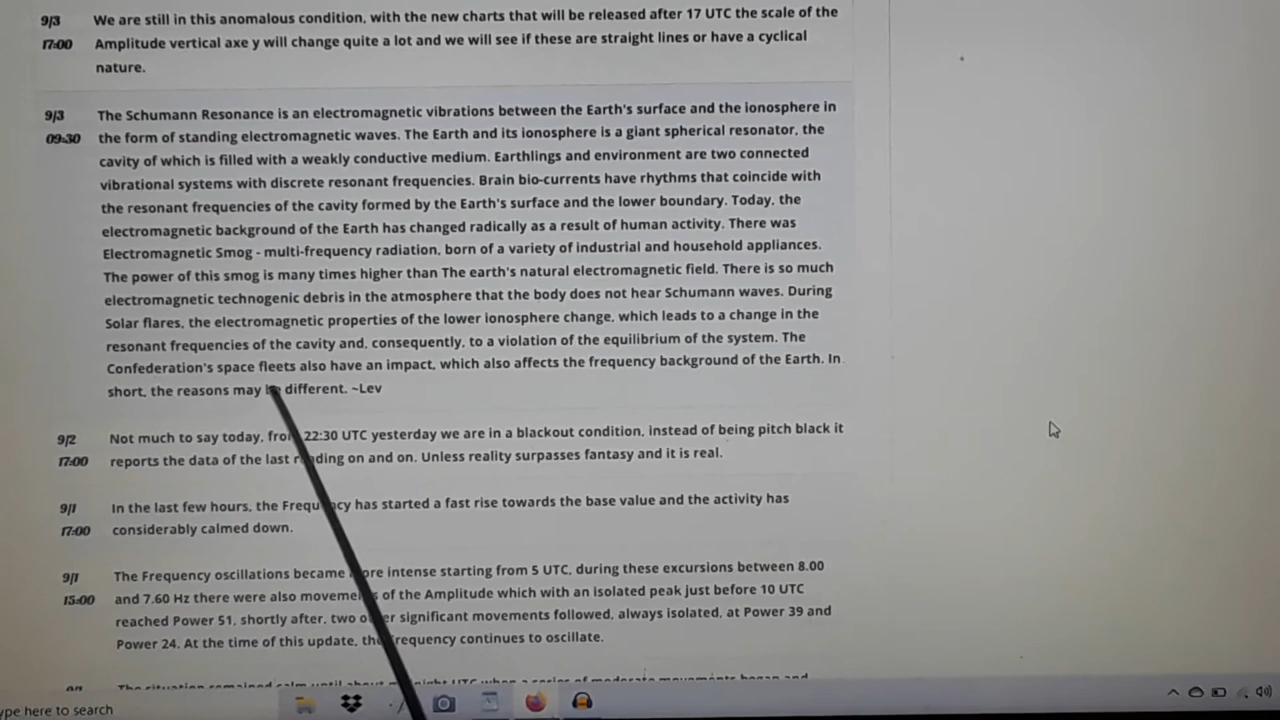 9/3 We are still in this anomalous condition, with the new charts that will be released after 17 UTC the scale of the
17:00 Amplitude vertical axe y will change quite a lot and we will see if these are straight lines or have a cyclical
nature.
9/3 The Schumann Resonance is an electromagnetic vibrations between the Earth's surface and the ionosphere in
09:30 the form of standing electromagnetic waves. The Earth and its ionosphere is a giant spherical resonator, the
cavity of which is filled with a weakly conductive medium. Earthlings and environment are two connected
vibrational systems with discrete resonant frequencies. Brain bio-currents have rhythms that coincide with
the resonant frequencies of the cavity formed by the Earth's surface and the lower boundary. Today, the
electromagnetic background of the Earth has changed radically as a result of human activity. There was
Electromagnetic Smog - multi-frequency radiation, born of a variety of industrial and household appliances.
The power of this smog is many times higher than The earth's natural electromagnetic field. There is so much
electromagnetic technogenic debris in the atmosphere that the body does not hear Schumann waves. During
Solar flares, the electromagnetic properties of the lower ionosphere change, which leads to a change in the
resonant frequencies of the cavity and, consequently, to a violation of the equilibrium of the system. The
Confederation's space fleets also have an impact, which also affects the frequency background of the Earth. In
short, the reasons may be different. ~Lev
9/2 Not much to say today, from 22:30 UTC yesterday we are in a blackout condition, instead of being pitch black it
17:00 reports the data of the last reading on and on. Unless reality surpasses fantasy and it is real.
9/1 In the last few hours, the Frequency has started a fast rise towards the base value and the activity has
17:00 considerably calmed down.
9/1 The Frequency oscillations became more intense starting from 5 UTC, during these excursions between 8.00
15:00 and 7.60 Hz there were also movements of the Amplitude which with an isolated peak just before 10 UTC
reached Power 51, shortly after, two other significant movements followed, always isolated, at Power 39 and
Power 24. At the time of this update, the Frequency continues to oscillate.
The situation remained calm until about
ype here to search